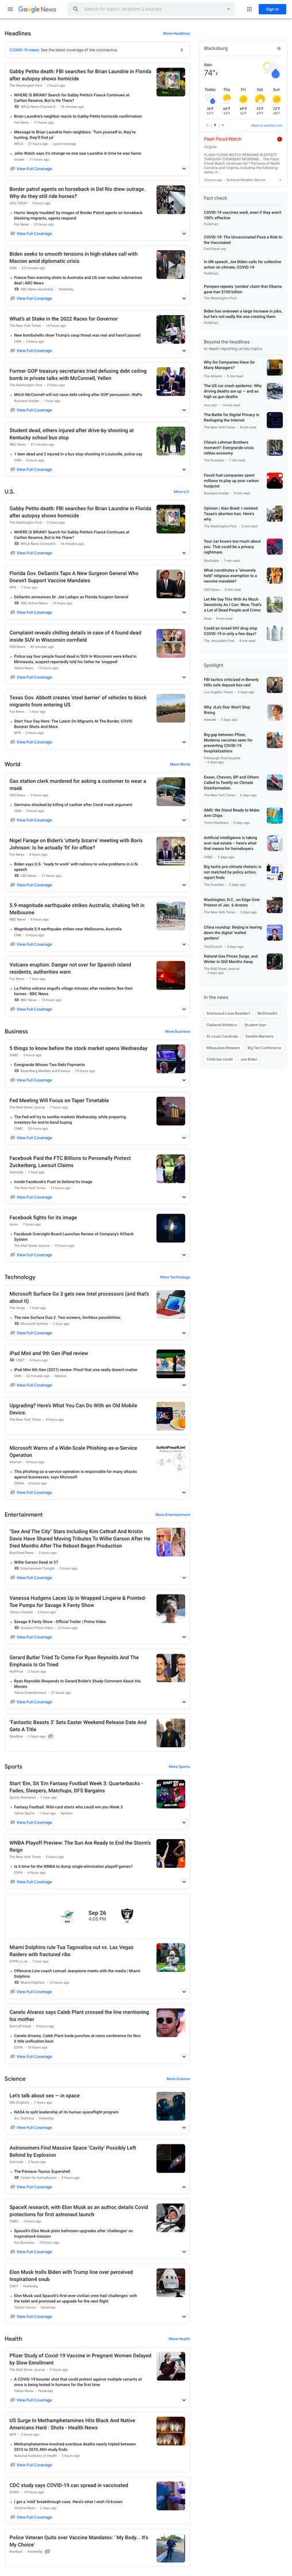 Google News
Search for topics, locations & sources
Sign in
Headlines
More Headlines
COVID-19 news: See the latest coverage of the coronavirus
Gabby Petito death: FBI searches for Brian Laundrie in Florida after autopsy shows homicide
WHERE IS BRIAN? Search for Gabby Petito's Fiancé Continues at Carlton Reserve, But Is He There?
Brian Laundrie's neighbor reacts to Gabby Petito homicide confirmation
Message to Brian Laundrie from neighbors: 'Turn yourself in, they're hunting, they'll find ya'
John Walsh says it's strange no one saw Laundrie in time he was home
View Full Coverage
Border patrol agents on horseback in Del Rio drew outrage. Why do they still ride horses?
Harris 'deeply troubled' by images of Border Patrol agents on horseback blocking migrants, agents respond
View Full Coverage
Biden seeks to smooth tensions in high-stakes call with Macron amid diplomatic crisis
France fires warning shots to Australia and US over nuclear submarines deal | ABC News
View Full Coverage
What's at Stake in the 2022 Races for Governor
New bombshells show Trump's coup threat was real and hasn't passed
View Full Coverage
Former GOP treasury secretaries tried defusing debt ceiling bomb in private talks with McConnell, Yellen
Mitch McConnell will not raise debt ceiling after GOP persuasion: WaPo
View Full Coverage
Student dead, others injured after drive-by shooting at Kentucky school bus stop
1 teen dead and 2 injured in a bus stop shooting in Louisville, police say
View Full Coverage
U.S.
More U.S.
Gabby Petito death: FBI searches for Brian Laundrie in Florida after autopsy shows homicide
WHERE IS BRIAN? Search for Gabby Petito's Fiancé Continues at Carlton Reserve, But Is He There?
View Full Coverage
Florida Gov. DeSantis Taps A New Surgeon General Who Doesn't Support Vaccine Mandates
DeSantis announces Dr. Joe Ladapo as Florida Surgeon General
View Full Coverage
Complaint reveals chilling details in case of 4 found dead inside SUV in Wisconsin cornfield
Police say four people found dead in SUV in Wisconsin were killed in Minnesota, suspect reportedly told his father he 'snapped'
View Full Coverage
Texas Gov. Abbott creates 'steel barrier' of vehicles to block migrants from entering US
Start Your Day Here: The Latest On Migrants At The Border, COVID Booster Shots And More
View Full Coverage
World
More World
Gas station clerk murdered for asking a customer to wear a mask
Germans shocked by killing of cashier after Covid mask argument
View Full Coverage
Nigel Farage on Biden's 'utterly bizarre' meeting with Boris Johnson: Is he actually 'fit for office'?
Biden says U.S. "ready to work" with nations to solve problems in U.N speech
View Full Coverage
5.9-magnitude earthquake strikes Australia; shaking felt in Melbourne
Magnitude 5.9 earthquake strikes near Melbourne, Australia
View Full Coverage
Volcano eruption: Danger not over for Spanish island residents, authorities warn
La Palma volcano engulfs village minutes after residents flee their homes - BBC News
View Full Coverage
Business
More Business
5 things to know before the stock market opens Wednesday
Evergrande Misses Two Debt Payments
View Full Coverage
Fed Meeting Will Focus on Taper Timetable
The Fed will try to soothe markets Wednesday, while preparing investors for end to bond buying
View Full Coverage
Facebook Paid the FTC Billions to Personally Protect Zuckerberg, Lawsuit Claims
Inside Facebook's Push to Defend Its Image
View Full Coverage
Facebook fights for its image
Facebook Oversight Board Launches Review of Company's XCheck System
View Full Coverage
Technology
More Technology
Microsoft Surface Go 3 gets new Intel processors (and that's about it)
The new Surface Duo 2. Two screens, limitless possibilities.
View Full Coverage
iPad Mini and 9th Gen iPad review
iPad Mini 6th Gen (2021) review: Proof that size really doesn't matter
View Full Coverage
Upgrading? Here's What You Can Do With an Old Mobile Device.
Microsoft Warns of a Wide-Scale Phishing-as-a-Service Operation
This phishing-as-a-service operation is responsible for many attacks against businesses, says Microsoft
View Full Coverage
Entertainment
More Entertainment
"Sex And The City" Stars Including Kim Cattrall And Kristin Davis Have Shared Moving Tributes To Willie Garson After He Died Months After The Reboot Began Production
Willie Garson Dead at 57
View Full Coverage
Vanessa Hudgens Laces Up in Wrapped Lingerie & Pointed-Toe Pumps for Savage X Fenty Show
Savage X Fenty Show - Official Trailer | Prime Video
View Full Coverage
Gerard Butler Tried To Come For Ryan Reynolds And The Emphasis Is On Tried
Ryan Reynolds Responds to Gerard Butler's Shady Comment About His Movies
View Full Coverage
'Fantastic Beasts 3' Sets Easter Weekend Release Date And Gets A Title
Sports
More Sports
Start 'Em, Sit 'Em Fantasy Football Week 3: Quarterbacks - Fades, Sleepers, Matchups, DFS Bargains
Fantasy Football: Wild-card starts who could win you Week 3
View Full Coverage
WNBA Playoff Preview: The Sun Are Ready to End the Storm's Reign
Is it time for the WNBA to dump single-elimination playoff games?
View Full Coverage
Sep 26
4:05 PM
Miami Dolphins rule Tua Tagovailoa out vs. Las Vegas Raiders with fractured ribs
Offensive Line coach Lemuel Jeanpierre meets with the media | Miami Dolphins
View Full Coverage
Canelo Alvarez says Caleb Plant crossed the line mentioning his mother
Canelo Alvarez, Caleb Plant trade punches at news conference for Nov. 6 title unification bout
View Full Coverage
Science
More Science
Let's talk about sex — in space
NASA to split leadership of its human spaceflight program
View Full Coverage
Astronomers Find Massive Space 'Cavity' Possibly Left Behind by Explosion
The Perseus-Taurus Supershell
View Full Coverage
SpaceX research, with Elon Musk as an author, details Covid protections for first astronaut launch
SpaceX's Elon Musk plots bathroom upgrades after 'challenges' on Inspiration4 mission
View Full Coverage
Elon Musk trolls Biden with Trump line over perceived Inspiration4 snub
Elon Musk said SpaceX's first-ever civilian crew had 'challenges' with the toilet and promised an upgrade for the next flight
View Full Coverage
Health
More Health
Pfizer Study of Covid-19 Vaccine in Pregnant Women Delayed by Slow Enrollment
A COVID-19 booster shot that could protect against multiple variants at once is being tested in humans for the first time
View Full Coverage
US Surge In Methamphetamines Hits Black And Native Americans Hard : Shots - Health News
Methamphetamine-involved overdose deaths nearly tripled between 2015 to 2019, NIH study finds
View Full Coverage
CDC study says COVID-19 can spread in vaccinated
I got a 'mild' breakthrough case. Here's what I wish I'd known
View Full Coverage
Police Veteran Quits over Vaccine Mandates: ' My Body... It's My Choice'
Blacksburg
Rain
74°
Today
Thu
Fri
Sat
Sun
Flash Flood Watch
Virginia
Fact check
COVID-19 vaccines work, even if they aren't 100% effective
PolitiFact
COVID-19: The Unvaccinated Pose a Risk to the Vaccinated
FactCheck.org
In UN speech, Joe Biden calls for collective action on climate, COVID-19
PolitiFact
Pompeo repeats 'zombie' claim that Obama gave Iran $150 billion
The Washington Post
Biden has overseen a large increase in jobs, but he's not really the one creating them
PolitiFact
Beyond the headlines
In-depth reporting on key topics
Why Do Companies Have So Many Managers?
The US car crash epidemic: Why driving deaths are up — and as high as gun deaths
The Battle for Digital Privacy Is Reshaping the Internet
China's Lehman Brothers moment?: Evergrande crisis rattles economy
Fossil-fuel companies spent millions to play up your carbon footprint
Opinion | Alan Braid: I violated Texas's abortion ban. Here's why.
Your car knows too much about you. That could be a privacy nightmare.
What constitutes a "sincerely held" religious exemption to a vaccine mandate?
Let Me Say This With As Much Sensitivity As I Can: Wow, That's a Lot of Dead People and Come
Could an Israeli UV drug stop COVID-19 in only a few days?
Spotlight
FBI tactics criticized in Beverly Hills safe deposit box raid
Why JLo's Star Won't Stop Rising
Big gap between Pfizer, Moderna vaccines seen for preventing COVID-19 hospitalizations
Exxon, Chevron, BP and Others Called to Testify on Climate Disinformation
AMD: We Stand Ready to Make Arm Chips
Artificial intelligence is taking over real estate – here's what that means for homebuyers
Big tech's pro-climate rhetoric is not matched by policy action, report finds
Washington, D.C., on Edge Over Protest of Jan. 6 Arrests
China roundup: Beijing is tearing down the digital 'walled gardens'
Natural-Gas Prices Surge, and Winter Is Still Months Away
In the news
Sherwood Louis Boehlert
McDonald's
Oakland Athletics
Student loan
St. Louis Cardinals
Seattle Mariners
Milwaukee Brewers
Big Ten Conference
Child tax credit
Joe Biden